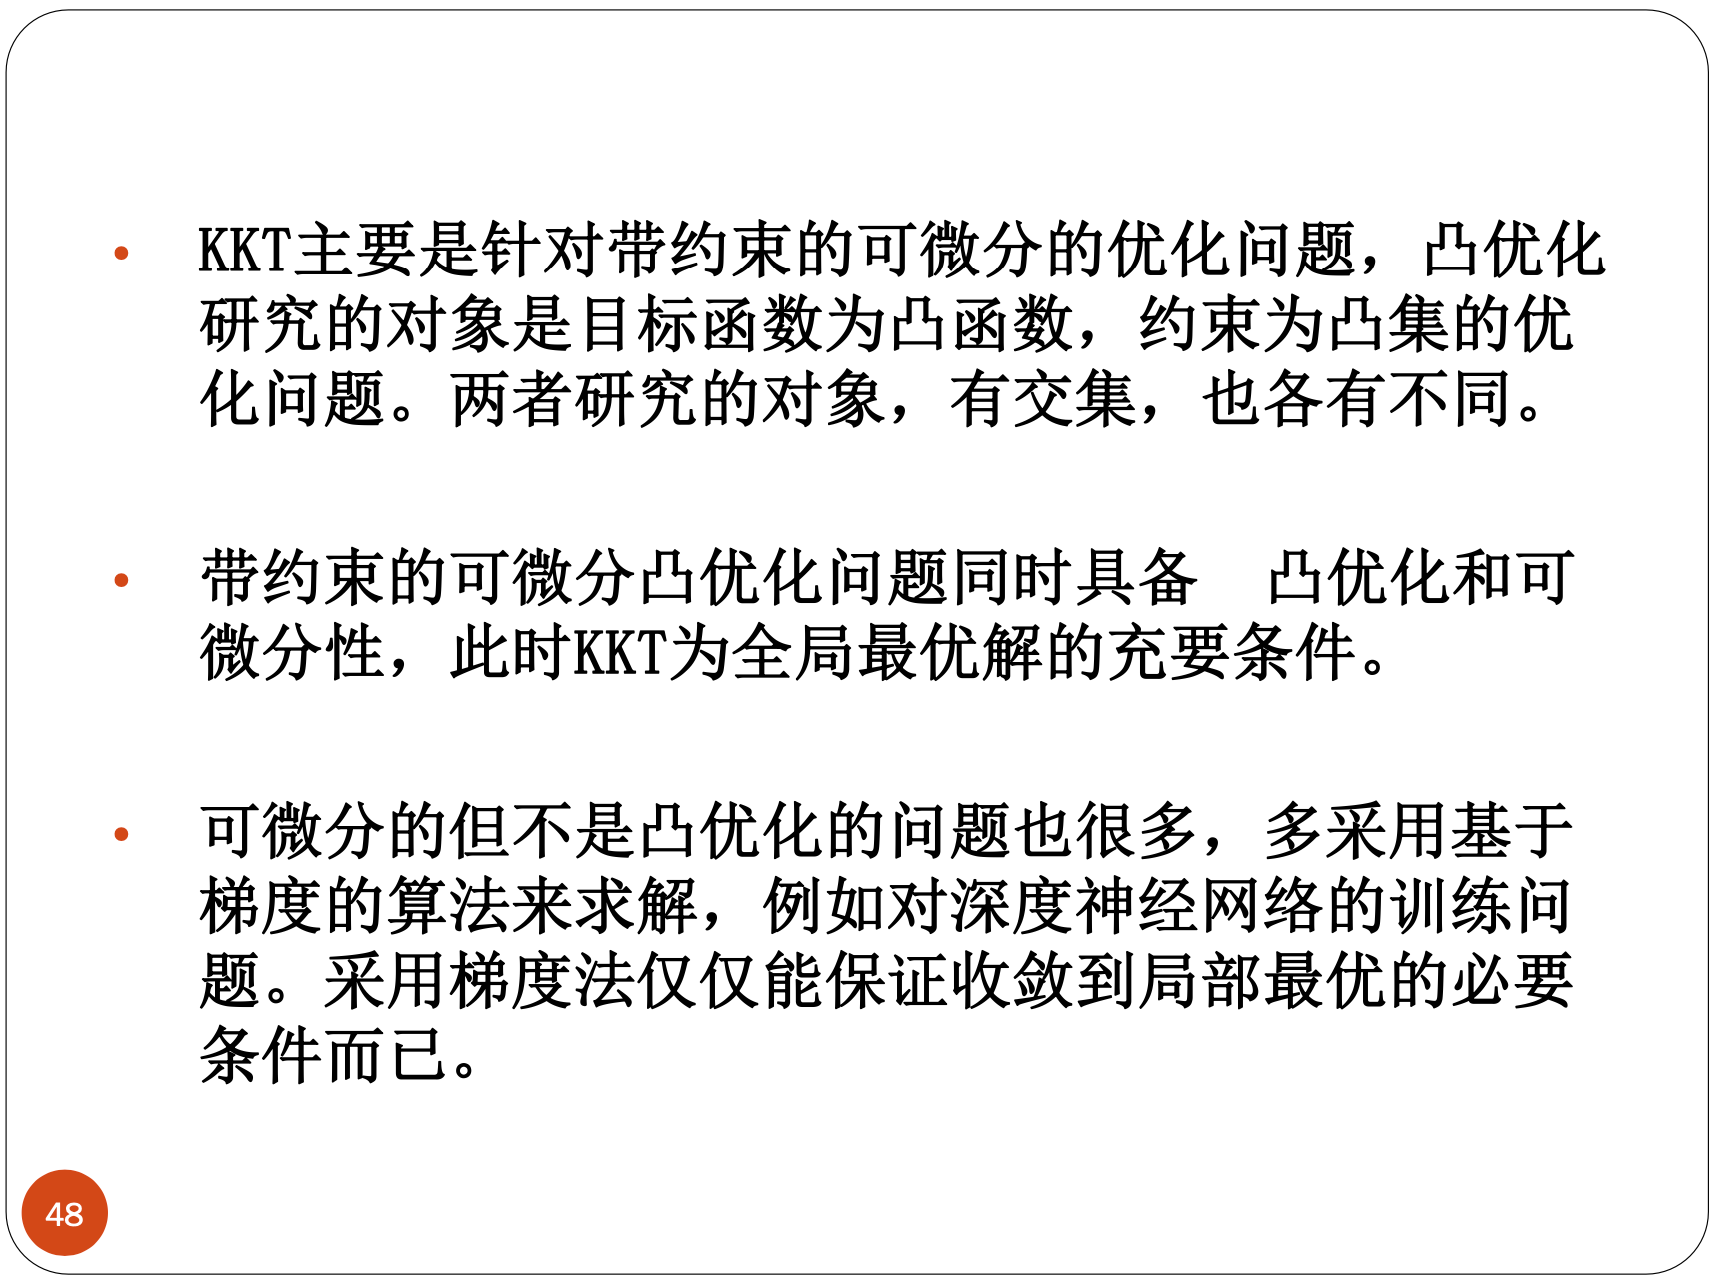 • KKT主要是针对带约束的可微分的优化问题，凸优化
研究的对象是目标函数为凸函数，约束为凸集的优
化问题。两者研究的对象，有交集，也各有不同。
• 带约束的可微分凸优化问题同时具备　凸优化和可
微分性，此时KKT为全局最优解的充要条件。
• 可微分的但不是凸优化的问题也很多，多采用基于
梯度的算法来求解，例如对深度神经网络的训练问
题。采用梯度法仅仅能保证收敛到局部最优的必要
条件而已。
48